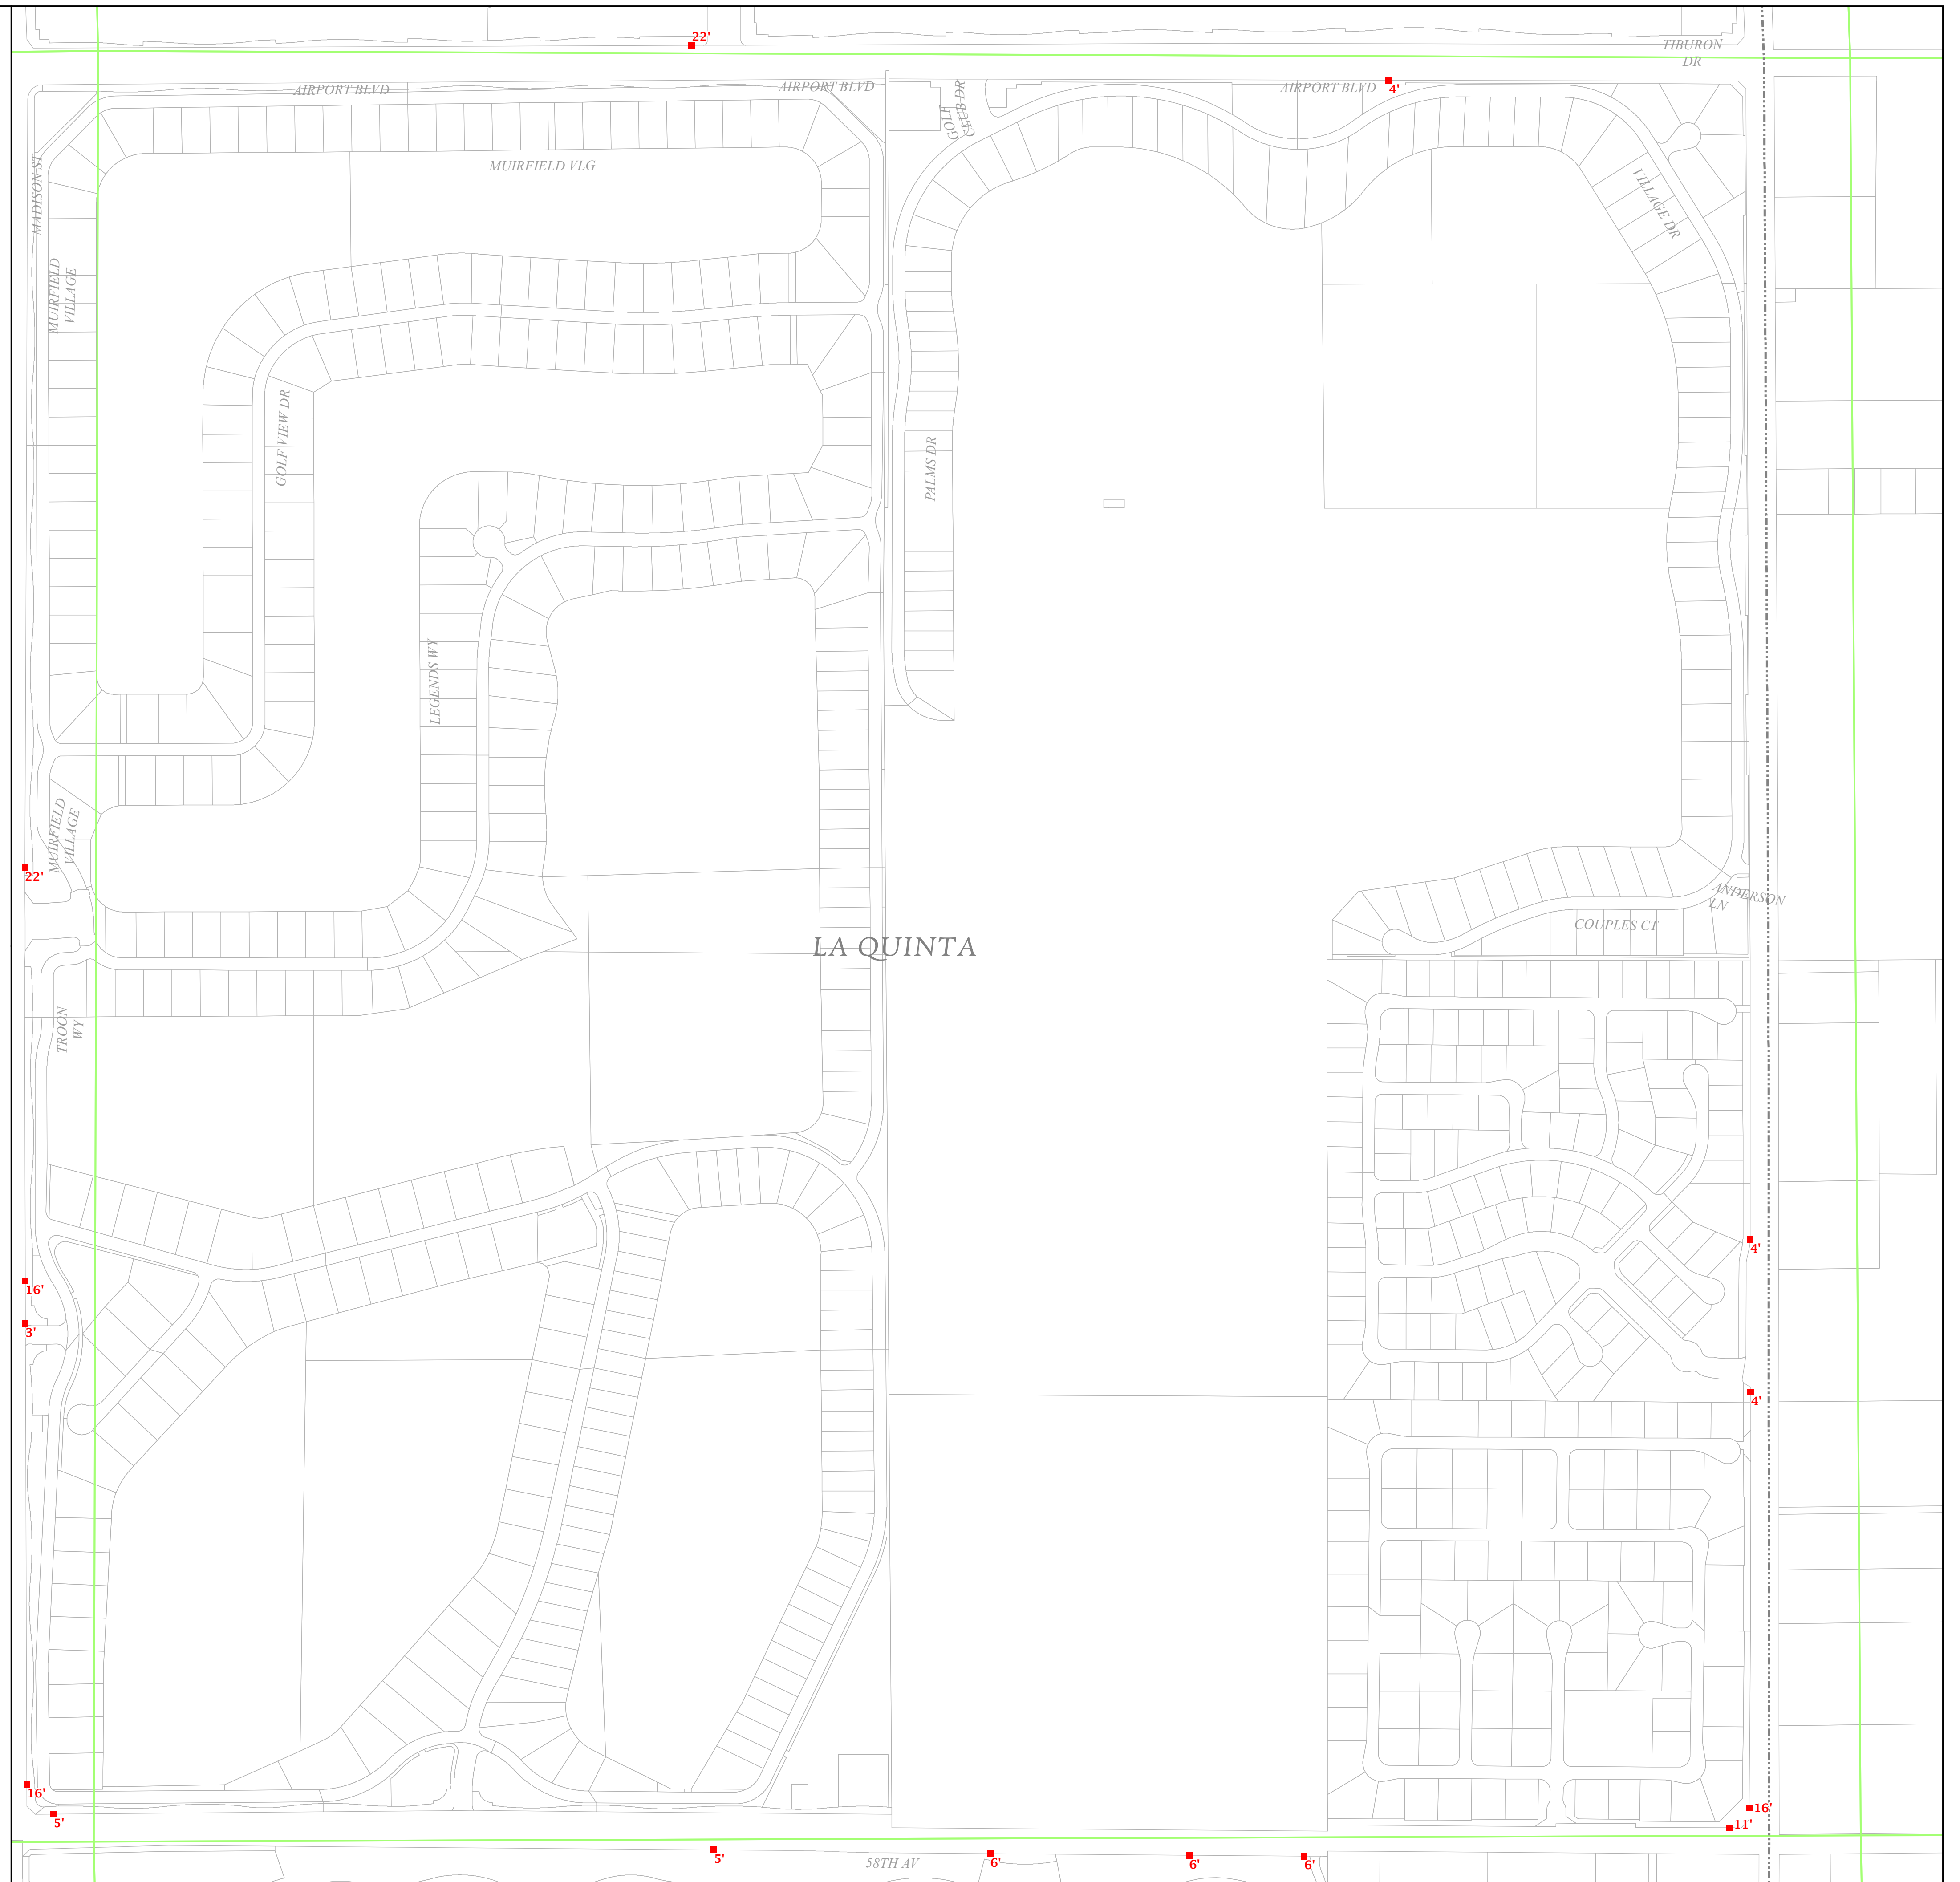 22'
TIBURON
DR
AIRPORT BLVD
AIRPORT BLVD
AIRPORT BLVD
4'
GOLF
CLUB DR
MADISON ST
MUIRFIELD VLG
VILLAGE DR
MUIRFIELD
VILLAGE
GOLF VIEW DR
PALMS DR
LEGENDS WY
MUIRFIELD
VILLAGE
22'
ANDERSON
LN
COUPLES CT
LA QUINTA
TROON
WY
4'
16'
3'
4'
16'
5'
16'
11'
5'
6'
6'
6'
58TH AV